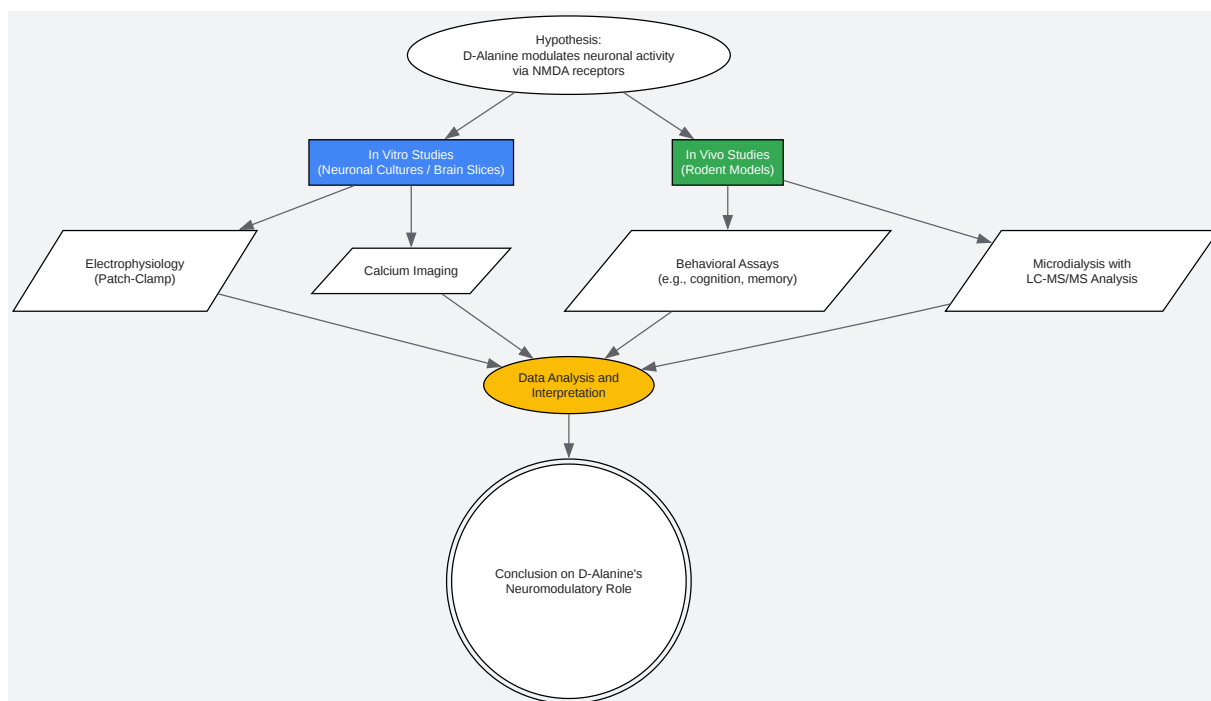 Hypothesis:
D-Alanine modulates neuronal activity
via NMDA receptors
In Vitro Studies
(Neuronal Cultures / Brain Slices)
In Vivo Studies
(Rodent Models)
Electrophysiology
(Patch-Clamp)
Calcium Imaging
Behavioral Assays
(e.g., cognition, memory)
Microdialysis with
LC-MS/MS Analysis
Data Analysis and
Interpretation
Conclusion on D-Alanine's
Neuromodulatory Role